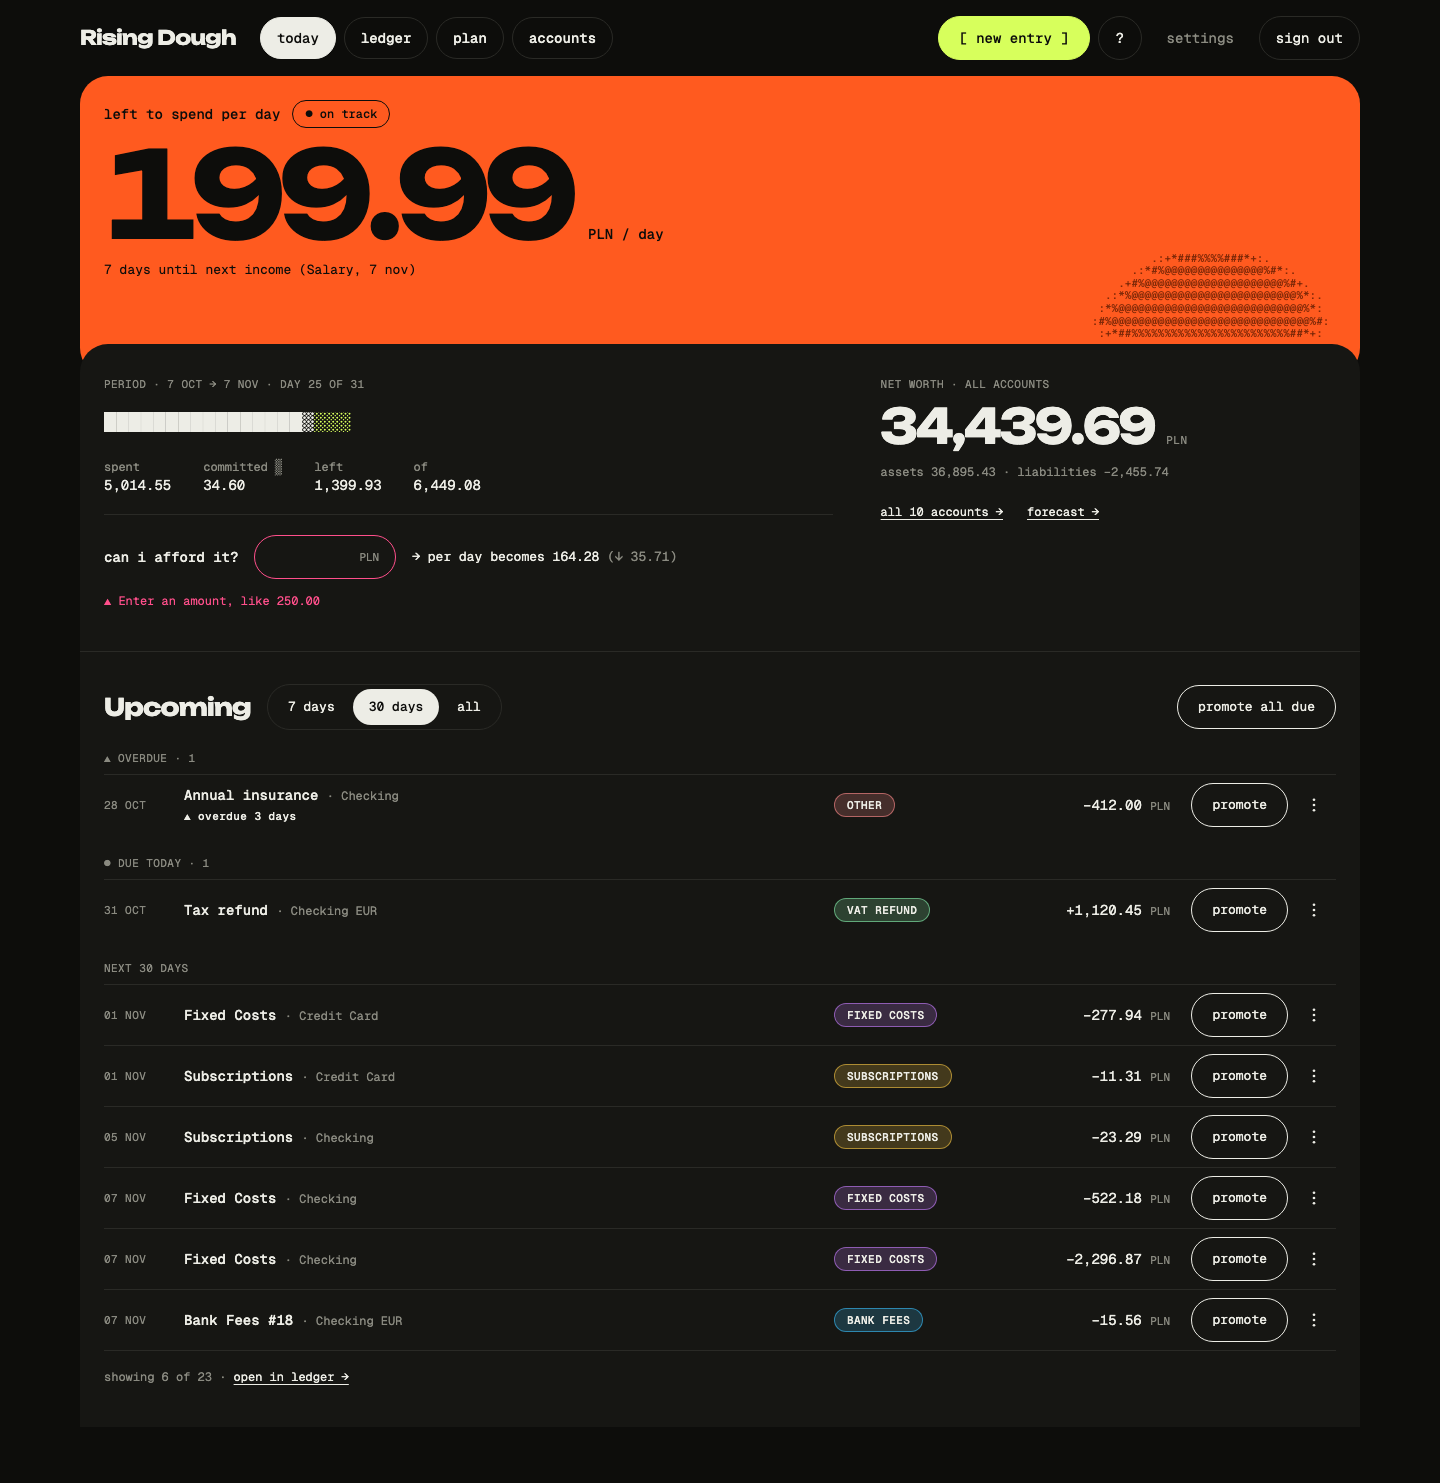 Rising Dough today ledger plan accounts [ new entry ] ? settings sign out
left to spend per day ● on track
199.99 PLN / day
7 days until next income (Salary, 7 nov)
.:+*###%%%%###*+:.
PERIOD · 7 OCT → 7 NOV · DAY 25 OF 31
NET WORTH · ALL ACCOUNTS
34,439.69 PLN
assets 36,895.43 · liabilities −2,455.74
all 10 accounts → forecast →
spent committed ▒ left of
5,014.55 34.60 1,399.93 6,449.08
can i afford it? PLN → per day becomes 164.28 (↓ 35.71)
▲ Enter an amount, like 250.00
Upcoming 7 days 30 days all promote all due
▲ OVERDUE · 1
28 OCT Annual insurance · Checking OTHER −412.00 PLN promote
▲ overdue 3 days
● DUE TODAY · 1
31 OCT Tax refund · Checking EUR VAT REFUND +1,120.45 PLN promote
NEXT 30 DAYS
01 NOV Fixed Costs · Credit Card FIXED COSTS −277.94 PLN promote
01 NOV Subscriptions · Credit Card SUBSCRIPTIONS −11.31 PLN promote
05 NOV Subscriptions · Checking SUBSCRIPTIONS −23.29 PLN promote
07 NOV Fixed Costs · Checking FIXED COSTS −522.18 PLN promote
07 NOV Fixed Costs · Checking FIXED COSTS −2,296.87 PLN promote
07 NOV Bank Fees #18 · Checking EUR BANK FEES −15.56 PLN promote
showing 6 of 23 · open in ledger →